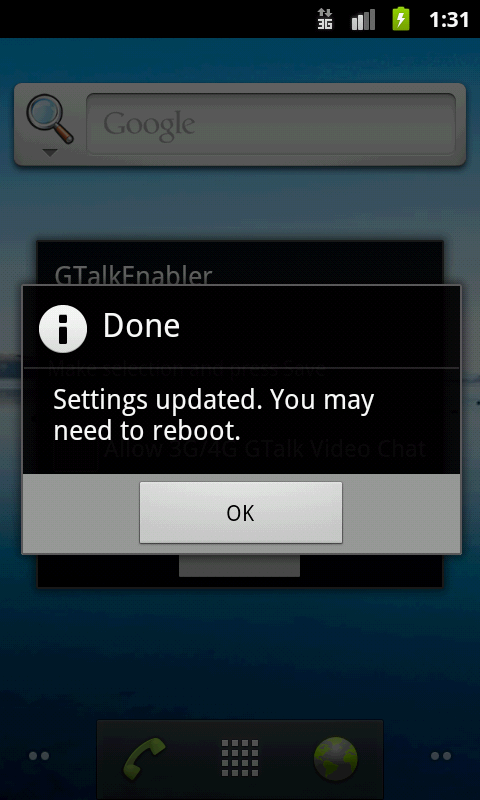 3G 1:31
Google
GTalkEnabler
Done
Make selection and press Save
Settings updated. You may
need to reboot.
Allow 3G/4G GTalk Video Chat
OK